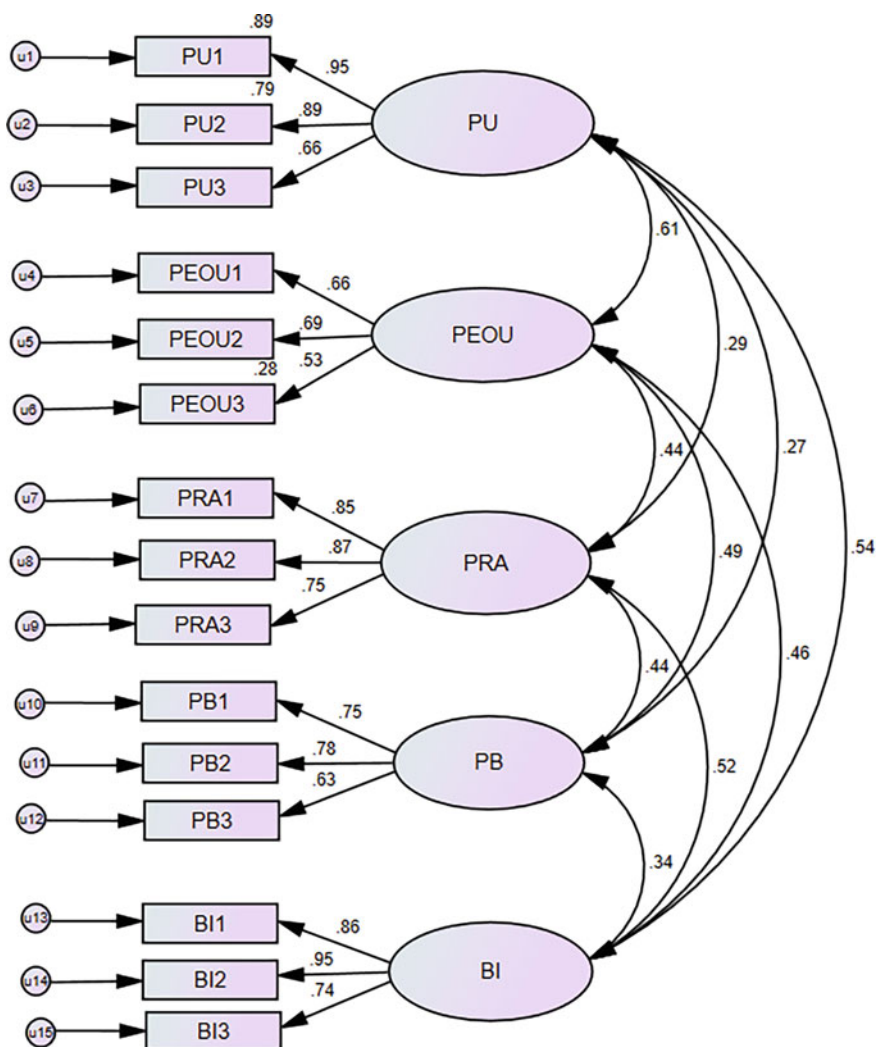 .89
u1 PU1 .95
.79
u2 PU2 .89 PU
.66
u3 PU3
.61
u4 PEOU1 .66
u5 PEOU2 .69 PEOU
.29
.28 .53
u6 PEOU3
.44 .27
u7 PRA1 .85
u8 PRA2 .87 PRA .49 .54
.75
u9 PRA3
.44 .46
u10 PB1 .75
u11 PB2 .78 PB .52
.63
u12 PB3
.34
u13 BI1 .86
u14 BI2 .95 BI
.74
u15 BI3